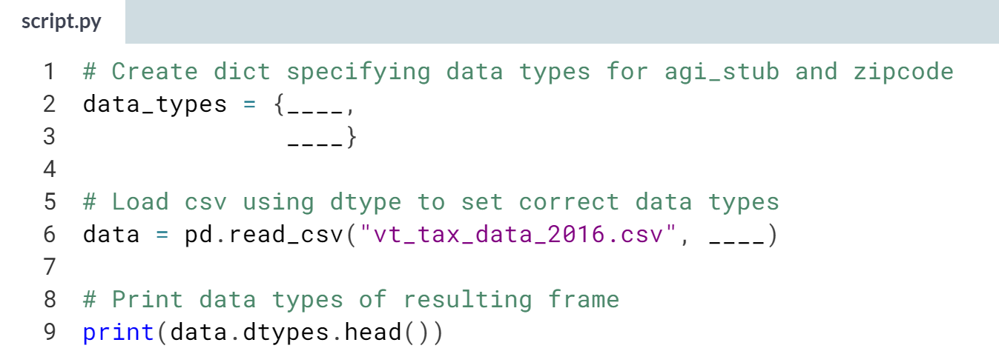 script.py
1 # Create dict specifying data types for agi_stub and zipcode
2 data_types = {____,
3               ____}
4
5 # Load csv using dtype to set correct data types
6 data = pd.read_csv("vt_tax_data_2016.csv", ____)
7
8 # Print data types of resulting frame
9 print(data.dtypes.head())